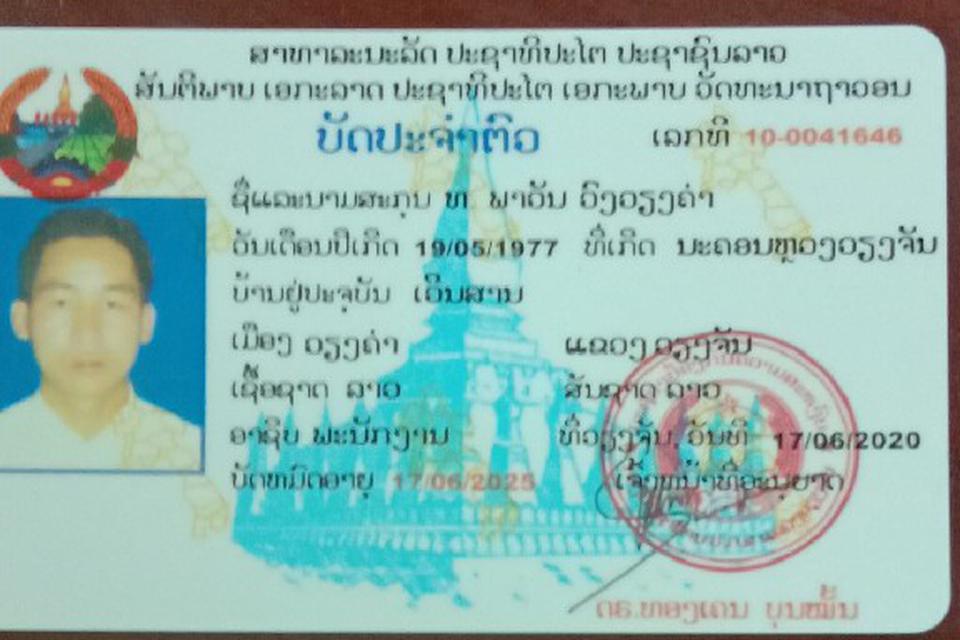 ສາທາລະນະລັດ ປະຊາທິປະໄຕ ປະຊາຊົນລາວ
ສັນຕິພາບ ເອກະລາດ ປະຊາທິປະໄຕ ເອກະພາບ ວັດທະນາຖາວອນ
ບັດປະຈຳຕົວ ເລກທີ 10-0041646
ຊື່ແລະນາມສະກຸນ ທ. ພາວັນ ວົງວຽງຄຳ
ວັນເດືອນປີເກີດ 19/05/1977 ທີ່ເກີດ ນະຄອນຫຼວງວຽງຈັນ
ບ້ານຢູ່ປະຈຸບັນ ເວີນສານ
ເມືອງ ວຽງຄຳ ແຂວງ ວຽງຈັນ
ເຊື້ອຊາດ ລາວ ສັນຊາດ ລາວ
ອາຊີບ ພະນັກງານ ທີ່ວຽງຈັນ, ວັນທີ 17/06/2020
ບັດຫມົດອາຍຸ 17/06/2025 ເຈົ້າຫນ້າທີ່ອະນຸຍາດ
ດຣ.ທອງເດນ ບຸນໝັ້ນ